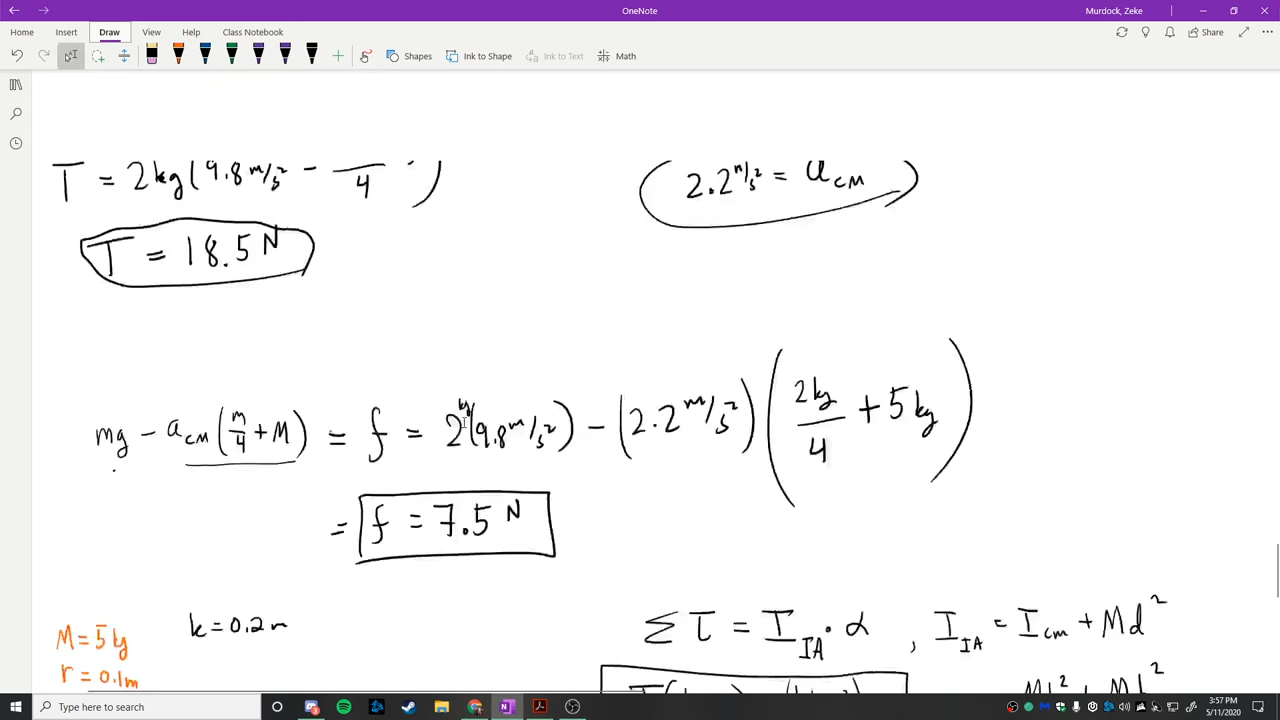 OneNote
Murdock, Zeke
Home Insert Draw View Help Class Notebook
Share
Shapes Ink to Shape Ink to Text Math
T = 2kg(9.8 m/s² - 4 )
2.2 m/s² = a_CM
T = 18.5 N
mg - a_CM (m/4 + M) = f = 2kg(9.8 m/s²) - (2.2 m/s²)(2kg/4 + 5kg)
= f = 7.5 N
M = 5kg
k = 0.2m
r = 0.1m
Σ τ = I_IA · α , I_IA = I_cm + Md²
Type here to search
3:57 PM
5/11/2020